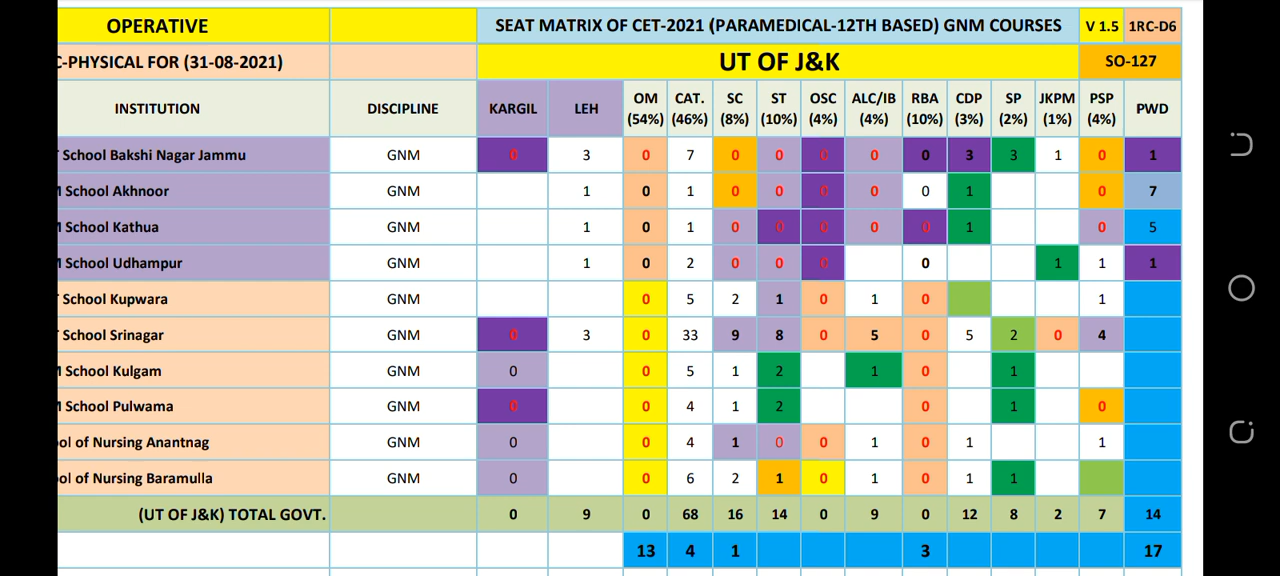 OPERATIVE SEAT MATRIX OF CET-2021 (PARAMEDICAL-12TH BASED) GNM COURSES V 1.5 1RC-D6
C-PHYSICAL FOR (31-08-2021) UT OF J&K SO-127
INSTITUTION DISCIPLINE KARGIL LEH OM (54%) CAT. (46%) SC (8%) ST (10%) OSC (4%) ALC/IB (4%) RBA (10%) CDP (3%) SP (2%) JKPM (1%) PSP (4%) PWD
School Bakshi Nagar Jammu GNM 0 3 0 7 0 0 0 0 0 3 3 1 0 1
School Akhnoor GNM 1 0 1 0 0 0 0 0 1 0 7
School Kathua GNM 1 0 1 0 0 0 0 0 1 0 5
School Udhampur GNM 1 0 2 0 0 0 0 1 1 1
School Kupwara GNM 0 5 2 1 0 1 0 1
School Srinagar GNM 0 3 0 33 9 8 0 5 0 5 2 0 4
School Kulgam GNM 0 0 5 1 2 1 0 1
School Pulwama GNM 0 0 4 1 2 0 1 0
ol of Nursing Anantnag GNM 0 0 4 1 0 0 1 0 1 1
ol of Nursing Baramulla GNM 0 0 6 2 1 0 1 0 1 1
(UT OF J&K) TOTAL GOVT. 0 9 0 68 16 14 0 9 0 12 8 2 7 14
13 4 1 3 17